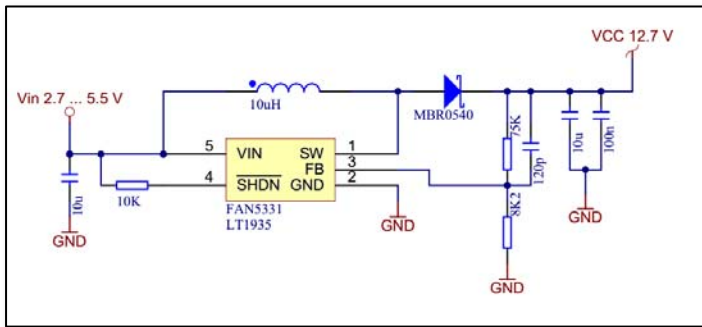 VCC 12.7 V
Vin 2.7 ... 5.5 V
10uH
MBR0540
75K
120p
10u
100n
5
VIN
SW
1
FB
3
4
SHDN
GND
2
10u
10K
FAN5331
LT1935
8K2
GND
GND
GND
GND